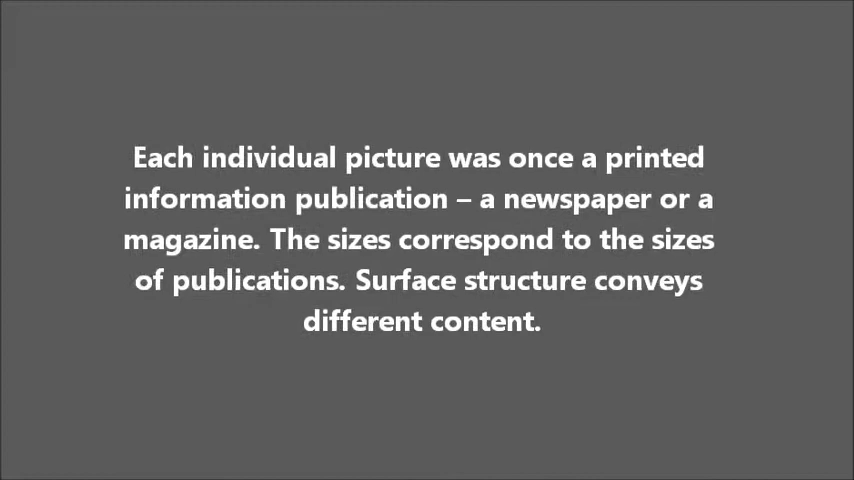 Each individual picture was once a printed
information publication – a newspaper or a
magazine. The sizes correspond to the sizes
of publications. Surface structure conveys
different content.